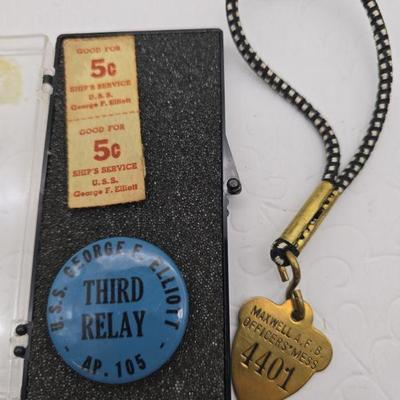 GOOD FOR
5¢
SHIP'S SERVICE
U.S.S.
George F. Elliott
GOOD FOR
5¢
SHIP'S SERVICE
U.S.S.
George F. Elliott
U.S.S. GEORGE F. ELLIOTT
THIRD
RELAY
- AP. 105 -
MAXWELL A.F.B.
OFFICERS' MESS
4401